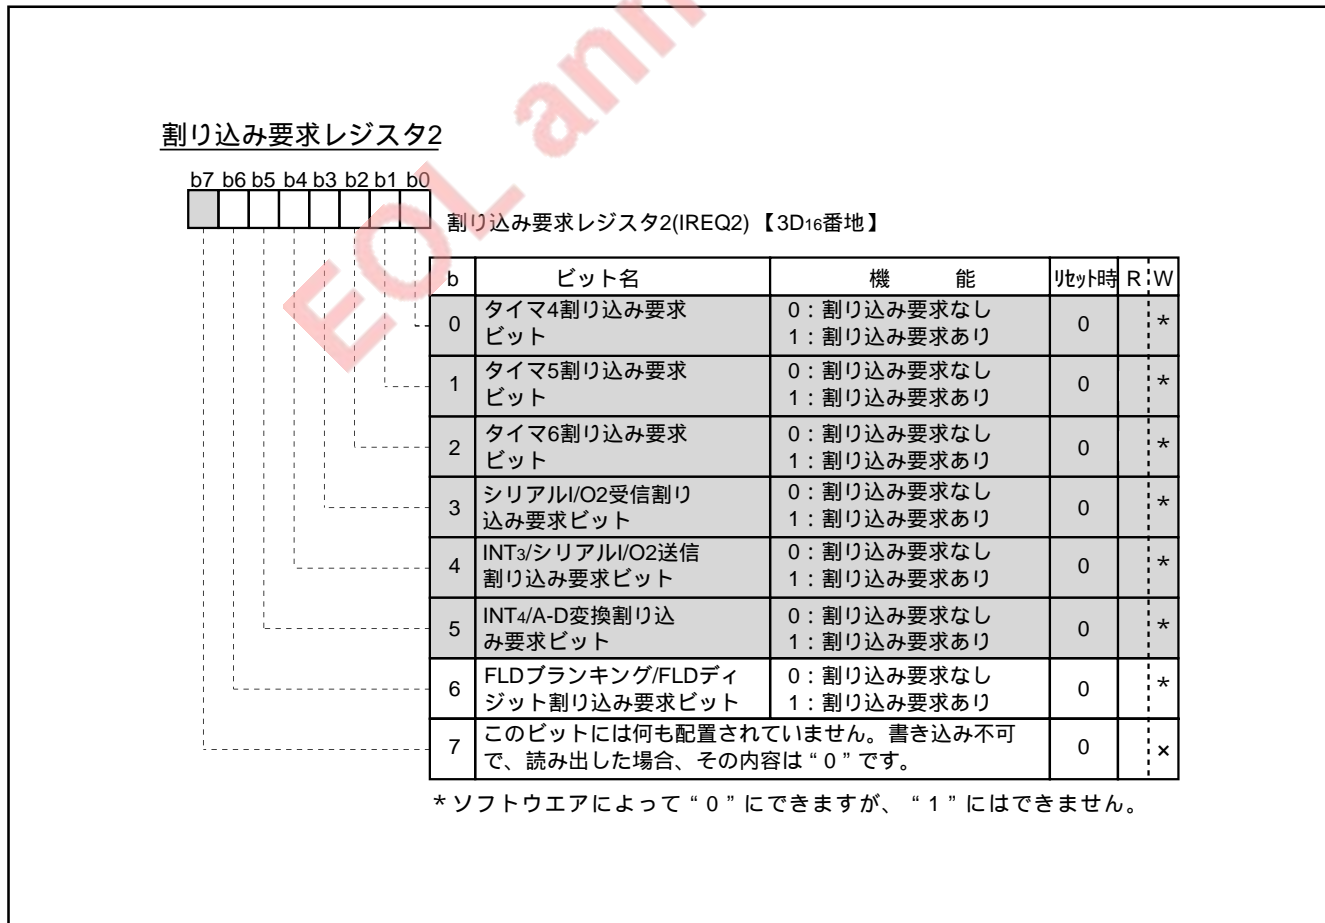 EOL ann
割り込み要求レジスタ2
b7 b6 b5 b4 b3 b2 b1 b0
割り込み要求レジスタ2(IREQ2)【3D16番地】
b ビット名 機 能 リセット時 R W
0 タイマ4割り込み要求 0：割り込み要求なし 0 *
ビット 1：割り込み要求あり
1 タイマ5割り込み要求 0：割り込み要求なし 0 *
ビット 1：割り込み要求あり
2 タイマ6割り込み要求 0：割り込み要求なし 0 *
ビット 1：割り込み要求あり
3 シリアルI/O2受信割り 0：割り込み要求なし 0 *
込み要求ビット 1：割り込み要求あり
4 INT3/シリアルI/O2送信 0：割り込み要求なし 0 *
割り込み要求ビット 1：割り込み要求あり
5 INT4/A-D変換割り込 0：割り込み要求なし 0 *
み要求ビット 1：割り込み要求あり
6 FLDブランキング/FLDディ 0：割り込み要求なし 0 *
ジット割り込み要求ビット 1：割り込み要求あり
7 このビットには何も配置されていません。書き込み不可 0 ×
で、読み出した場合、その内容は“0”です。
*ソフトウエアによって“0”にできますが、“1”にはできません。